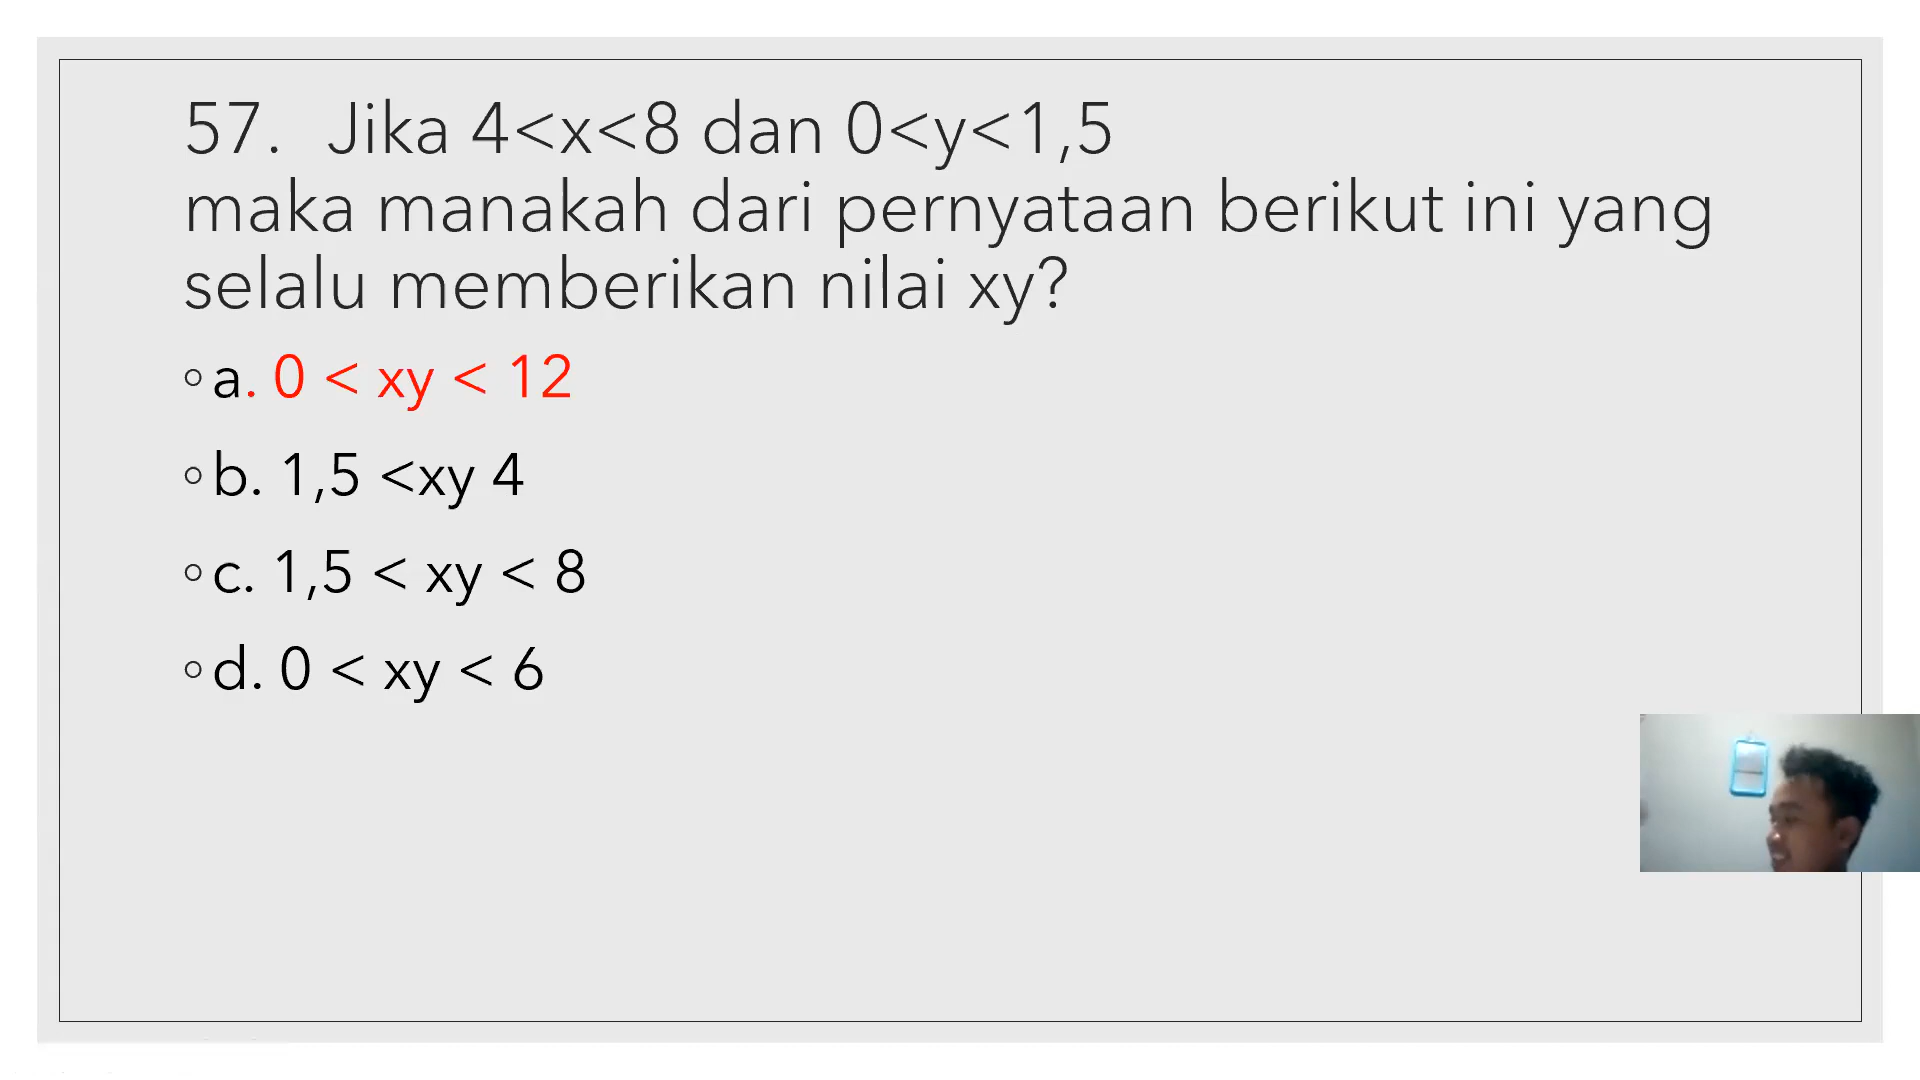 57. Jika 4<x<8 dan 0<y<1,5
maka manakah dari pernyataan berikut ini yang
selalu memberikan nilai xy?
a. 0 < xy < 12
b. 1,5 <xy 4
c. 1,5 < xy < 8
d. 0 < xy < 6